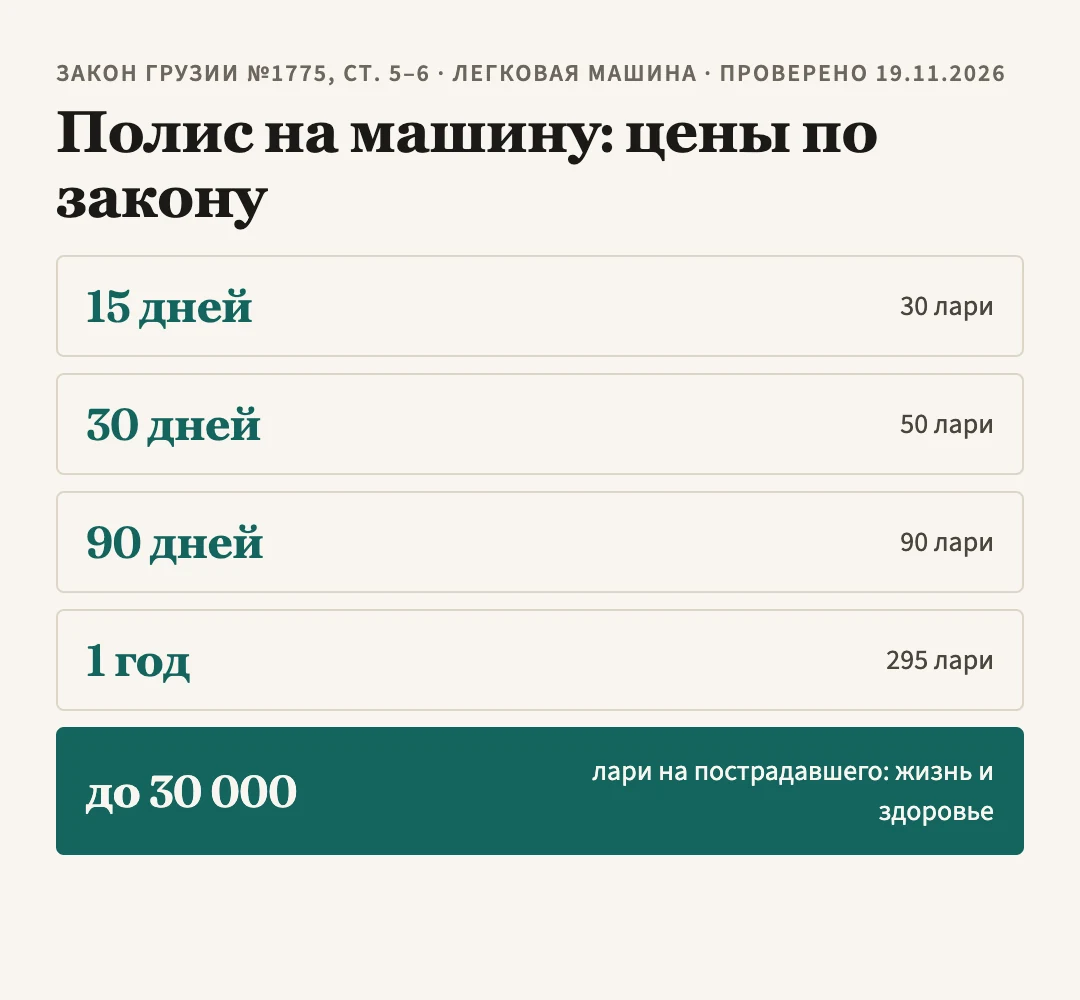 ЗАКОН ГРУЗИИ №1775, СТ. 5–6 · ЛЕГКОВАЯ МАШИНА · ПРОВЕРЕНО 19.11.2026
Полис на машину: цены по
закону
15 дней 30 лари
30 дней 50 лари
90 дней 90 лари
1 год 295 лари
до 30 000 лари на пострадавшего: жизнь и
здоровье